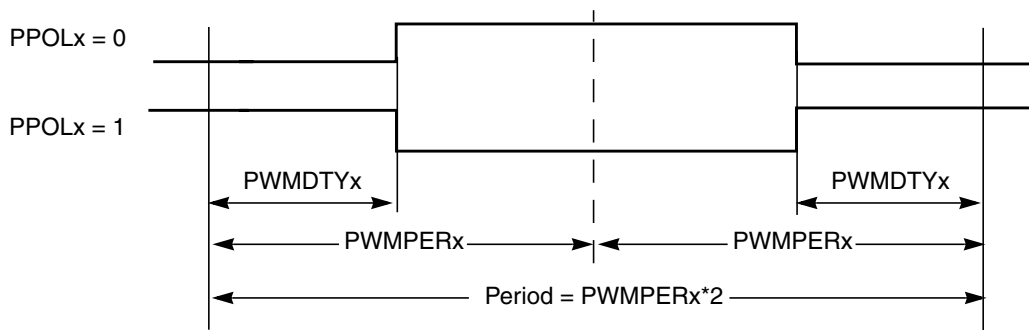 PPOLx = 0
PPOLx = 1
PWMDTYx
PWMDTYx
PWMPERx
PWMPERx
Period = PWMPERx*2